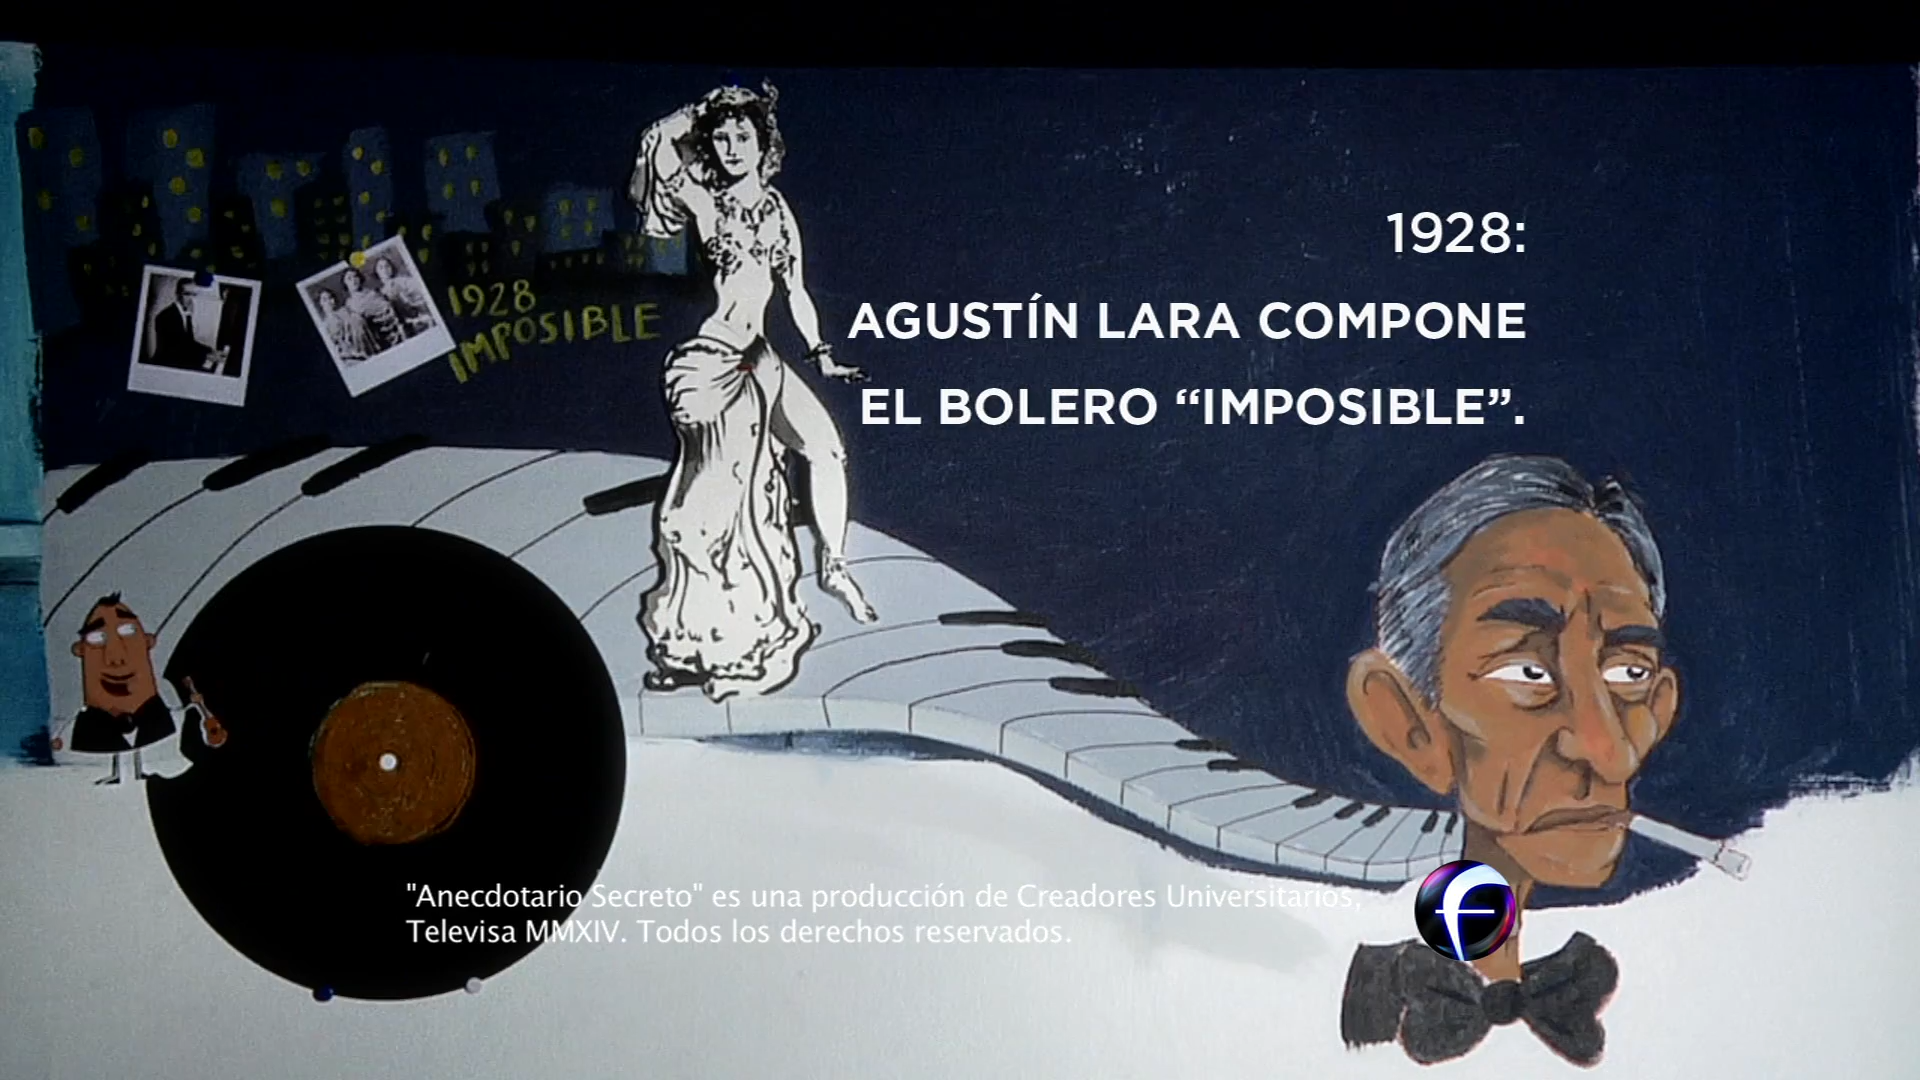 1928
IMPOSIBLE
1928:
AGUSTÍN LARA COMPONE
EL BOLERO “IMPOSIBLE”.
"Anecdotario Secreto" es una producción de Creadores Universitarios,
Televisa MMXIV. Todos los derechos reservados.
f